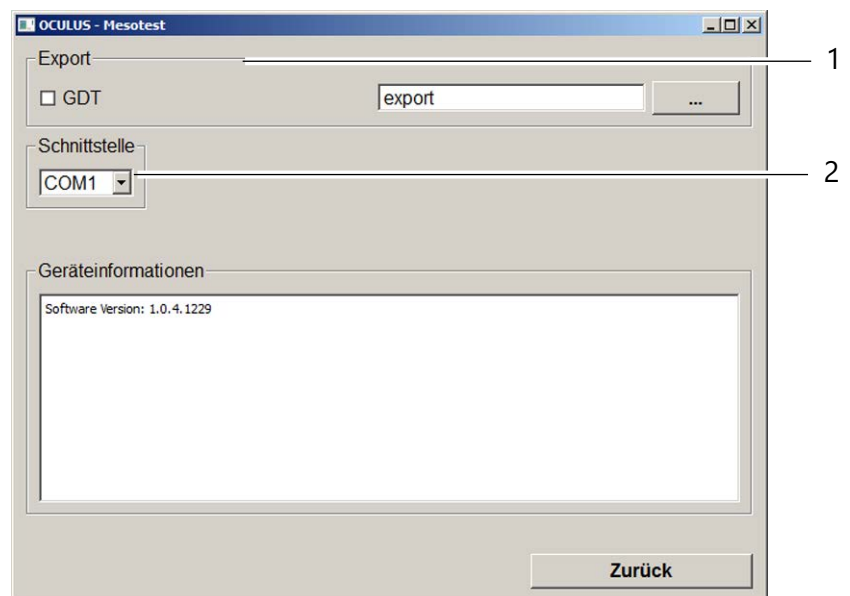 OCULUS - Mesotest
Export
1
GDT
export
...
Schnittstelle
COM1
2
Geräteinformationen
Software Version: 1.0.4.1229
Zurück